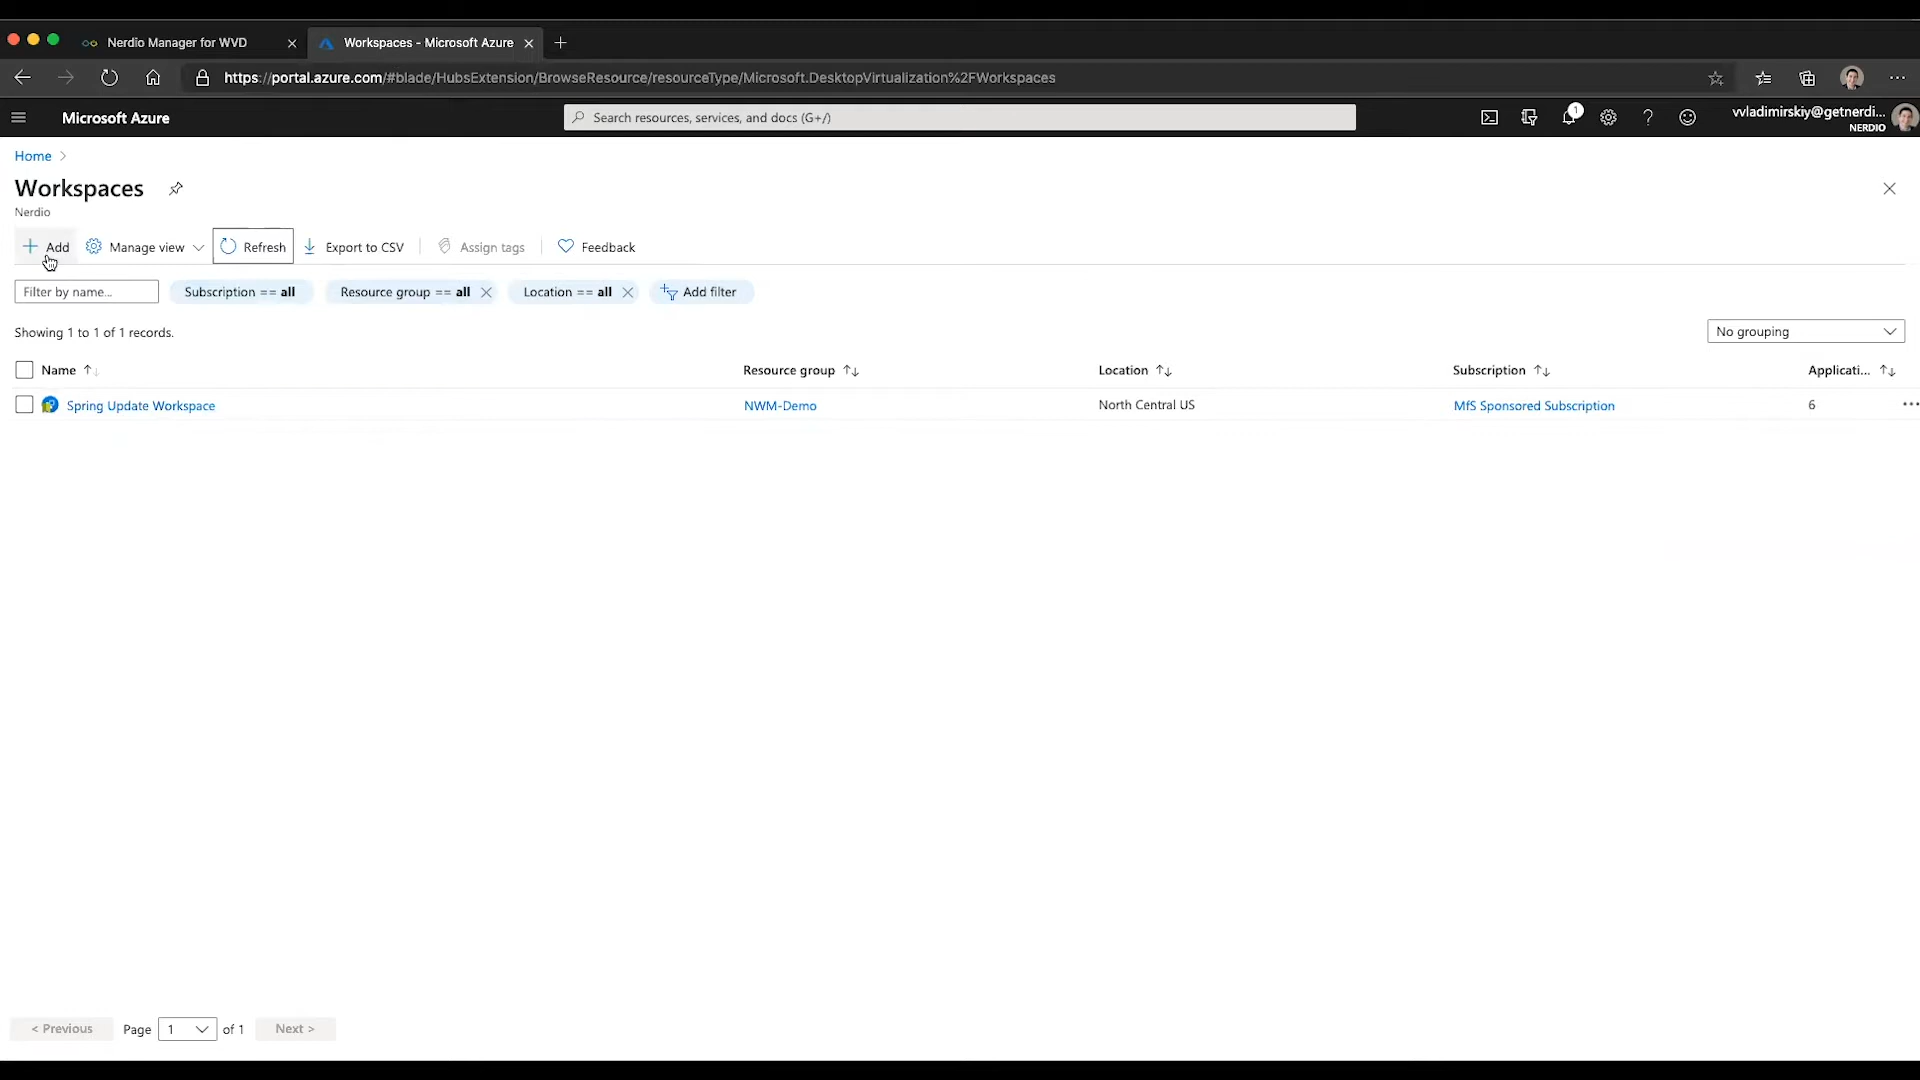 Nerdio Manager for WVD
Workspaces - Microsoft Azure
https://portal.azure.com/#blade/HubsExtension/BrowseResource/resourceType/Microsoft.DesktopVirtualization%2FWorkspaces
Microsoft Azure
Search resources, services, and docs (G+/)
1
vvladimirskiy@getnerdi...
NERDIO
Home
Workspaces
Nerdio
Add
Manage view
Refresh
Export to CSV
Assign tags
Feedback
Filter by name...
Subscription == all
Resource group == all
Location == all
Add filter
Showing 1 to 1 of 1 records.
No grouping
Name
Resource group
Location
Subscription
Applicati...
Spring Update Workspace
NWM-Demo
North Central US
MfS Sponsored Subscription
6
< Previous
Page
1
of 1
Next >